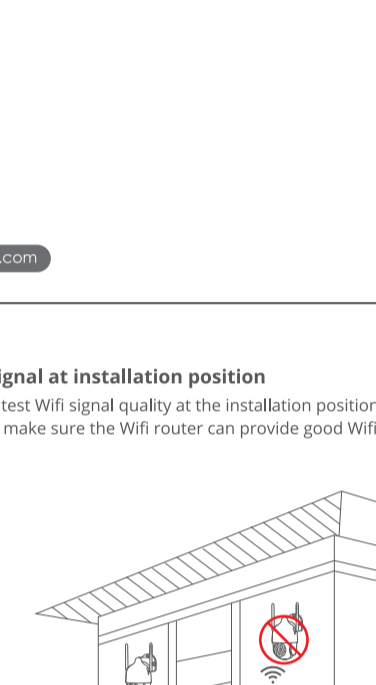 .com
ignal at installation position
test Wifi signal quality at the installation position
make sure the Wifi router can provide good Wifi